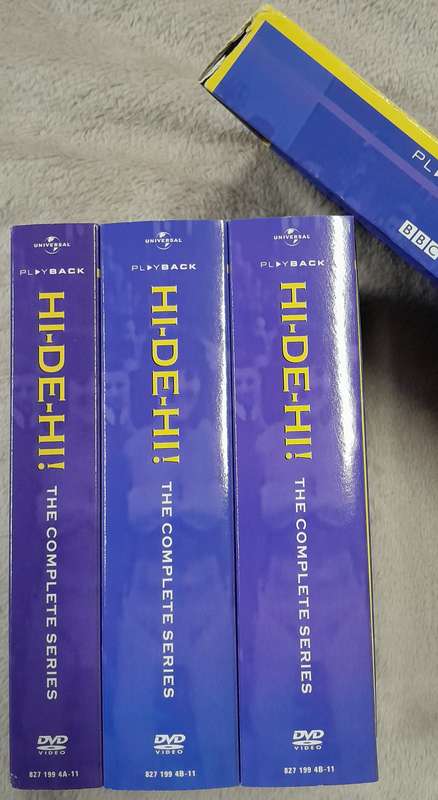 PL
BBC
UNIVERSAL
PLAYBACK
HI-DE-HI!
THE COMPLETE SERIES
DVD
VIDEO
827 199 4A-11
UNIVERSAL
PLAYBACK
HI-DE-HI!
THE COMPLETE SERIES
DVD
VIDEO
827 199 4B-11
UNIVERSAL
PLAYBACK
HI-DE-HI!
THE COMPLETE SERIES
DVD
VIDEO
827 199 4B-11